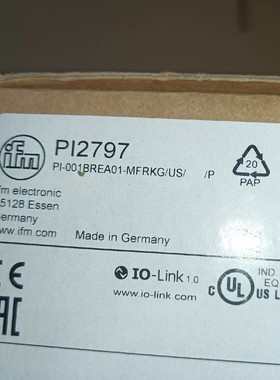 ifm
PI2797
PI-001BREA01-MFRKG/US/ /P
20
PAP
ifm electronic
45128 Essen
Germany
www.ifm.com
Made in Germany
CE
IO-Link 1.0
www.io-link.com
c UL US
IND
EQ
EAC